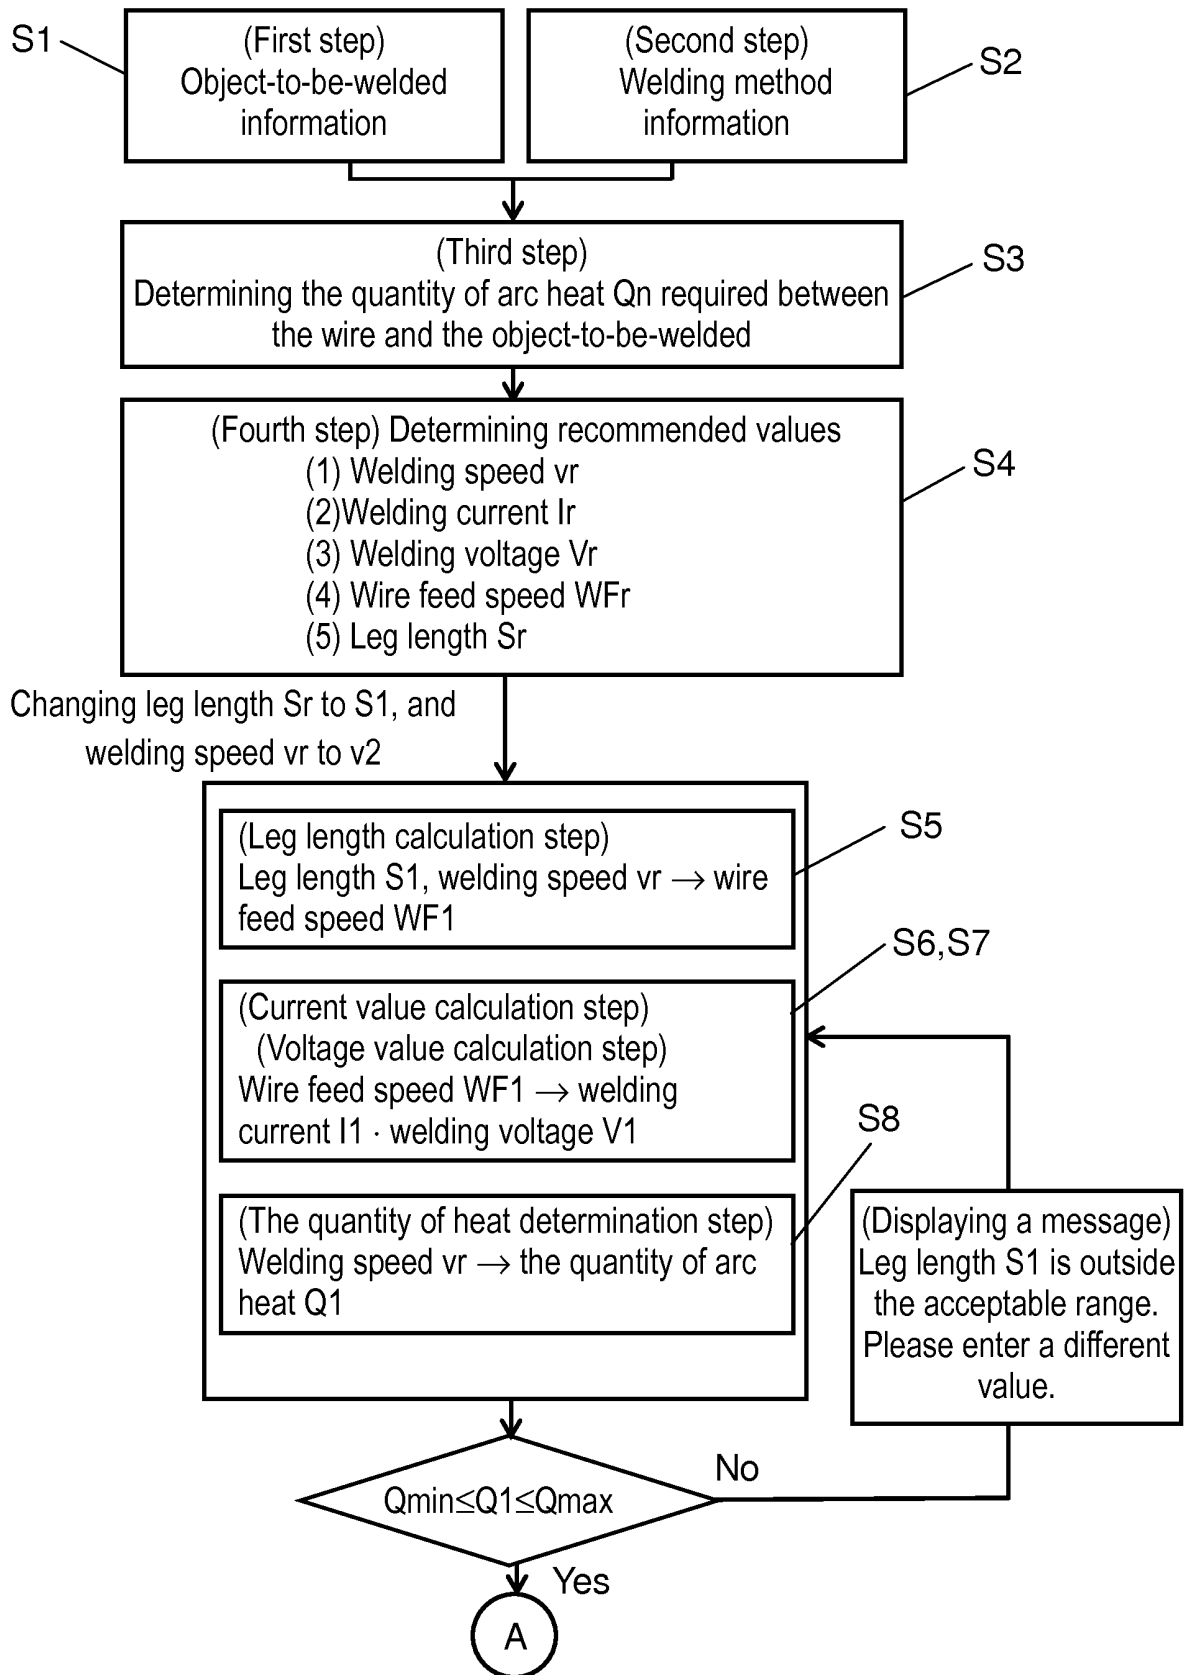 S1
(First step)
Object-to-be-welded
information
(Second step)
Welding method
information
S2
(Third step)
Determining the quantity of arc heat Qn required between
the wire and the object-to-be-welded
S3
(Fourth step) Determining recommended values
(1) Welding speed vr
(2)Welding current Ir
(3) Welding voltage Vr
(4) Wire feed speed WFr
(5) Leg length Sr
S4
Changing leg length Sr to S1, and
welding speed vr to v2
(Leg length calculation step)
Leg length S1, welding speed vr → wire
feed speed WF1
S5
(Current value calculation step)
(Voltage value calculation step)
Wire feed speed WF1 → welding
current I1 · welding voltage V1
S6,S7
(The quantity of heat determination step)
Welding speed vr → the quantity of arc
heat Q1
S8
(Displaying a message)
Leg length S1 is outside
the acceptable range.
Please enter a different
value.
Qmin≤Q1≤Qmax
No
Yes
A